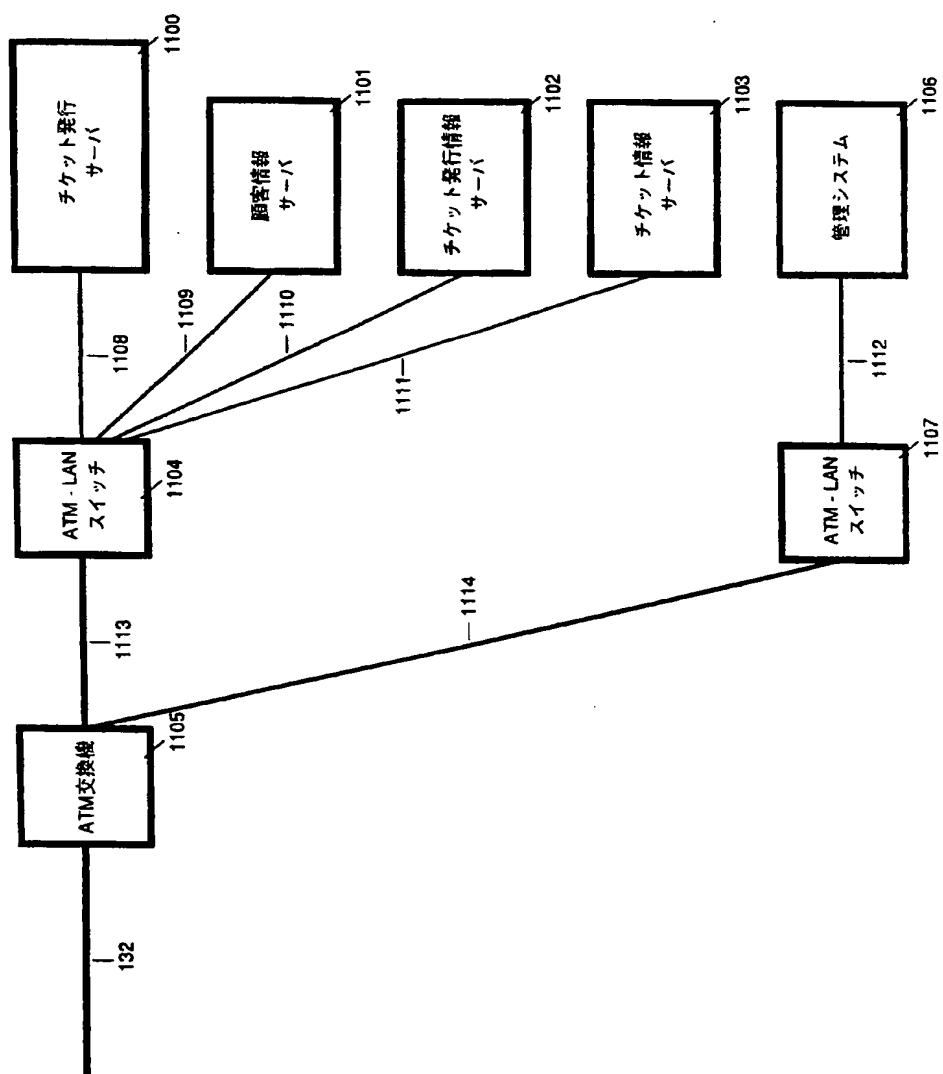 チケット発行
サーバ
1100
顧客情報
サーバ
1101
チケット発行情報
サーバ
1102
チケット情報
サーバ
1103
管理システム
1106
1108
1109
1110
1111
1112
ATM - LAN
スイッチ
1104
ATM - LAN
スイッチ
1107
1113
1114
ATM交換機
1105
132